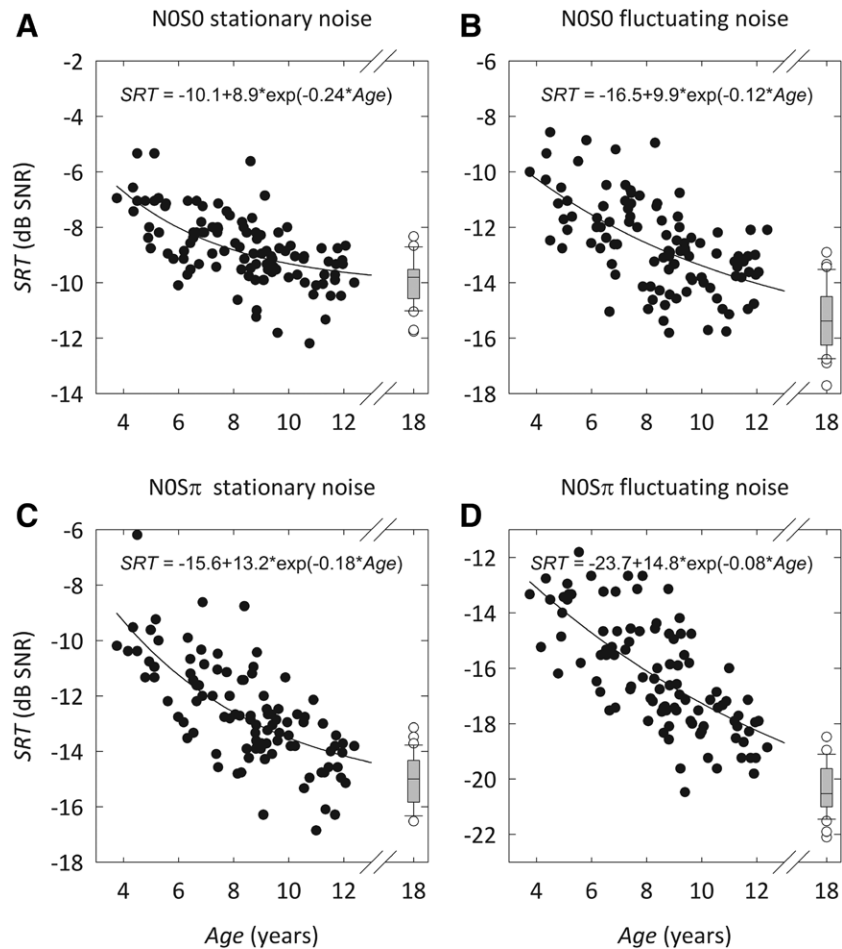 A
N0S0 stationary noise
B
N0S0 fluctuating noise
SRT = -10.1+8.9*exp(-0.24*Age)
SRT = -16.5+9.9*exp(-0.12*Age)
SRT (dB SNR)
-2
-4
-6
-8
-10
-12
-14
-6
-8
-10
-12
-14
-16
-18
4 6 8 10 12 18
4 6 8 10 12 18
C
N0Sπ stationary noise
D
N0Sπ fluctuating noise
SRT = -15.6+13.2*exp(-0.18*Age)
SRT = -23.7+14.8*exp(-0.08*Age)
SRT (dB SNR)
-6
-8
-10
-12
-14
-16
-18
-12
-14
-16
-18
-20
-22
4 6 8 10 12 18
4 6 8 10 12 18
Age (years)
Age (years)